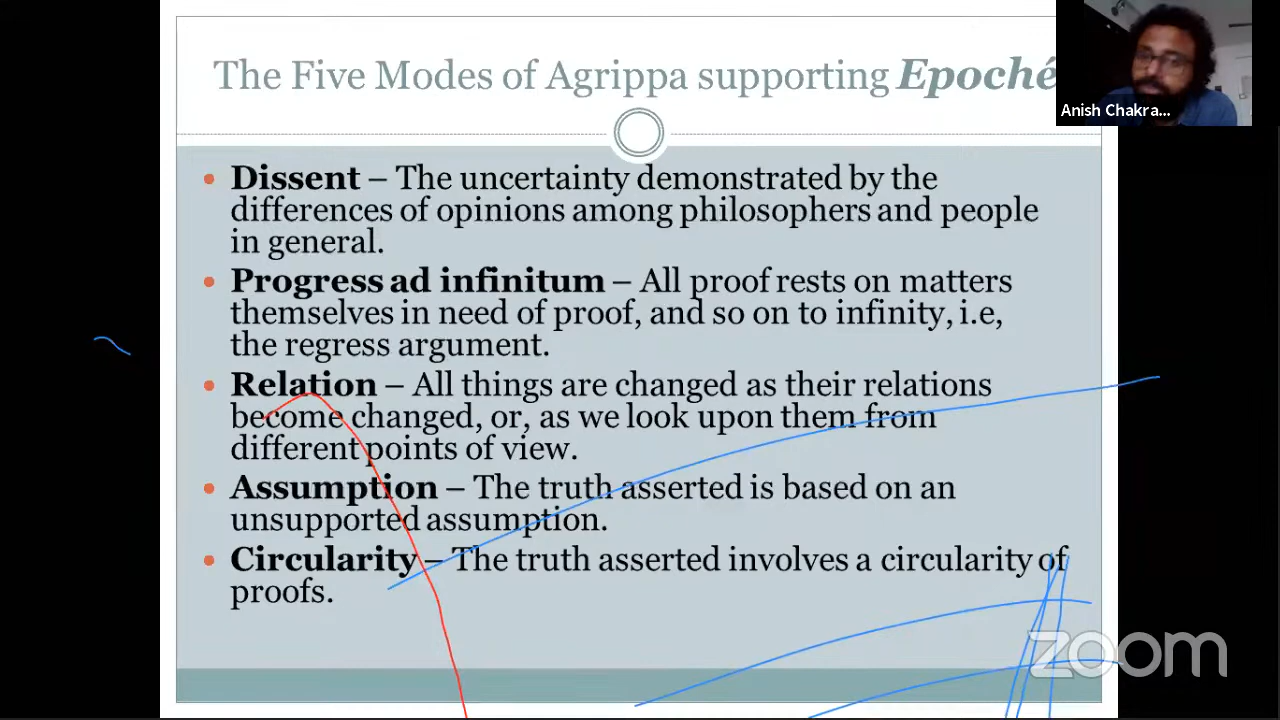 The Five Modes of Agrippa supporting Epoché
Anish Chakra...
• Dissent – The uncertainty demonstrated by the
differences of opinions among philosophers and people
in general.
• Progress ad infinitum – All proof rests on matters
themselves in need of proof, and so on to infinity, i.e,
the regress argument.
• Relation – All things are changed as their relations
become changed, or, as we look upon them from
different points of view.
• Assumption – The truth asserted is based on an
unsupported assumption.
• Circularity – The truth asserted involves a circularity of
proofs.
zoom